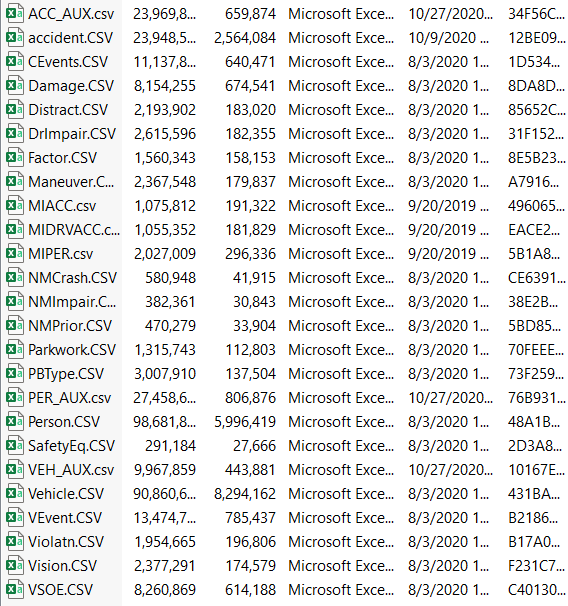 ACC_AUX.csv 23,969,8... 659,874 Microsoft Exce... 10/27/2020... 34F56C...
accident.CSV 23,948,5... 2,564,084 Microsoft Exce... 10/9/2020 ... 12BE09...
CEvents.CSV 11,137,8... 640,471 Microsoft Exce... 8/3/2020 1... 1D534...
Damage.CSV 8,154,255 674,541 Microsoft Exce... 8/3/2020 1... 8DA8D...
Distract.CSV 2,193,902 183,020 Microsoft Exce... 8/3/2020 1... 85652C...
DrImpair.CSV 2,615,596 182,355 Microsoft Exce... 8/3/2020 1... 31F152...
Factor.CSV 1,560,343 158,153 Microsoft Exce... 8/3/2020 1... 8E5B23...
Maneuver.C... 2,367,548 179,837 Microsoft Exce... 8/3/2020 1... A7916...
MIACC.csv 1,075,812 191,322 Microsoft Exce... 9/20/2019 ... 496065...
MIDRVACC.c... 1,055,352 181,829 Microsoft Exce... 9/20/2019 ... EACE2...
MIPER.csv 2,027,009 296,336 Microsoft Exce... 9/20/2019 ... 5B1A8...
NMCrash.CSV 580,948 41,915 Microsoft Exce... 8/3/2020 1... CE6391...
NMImpair.C... 382,361 30,843 Microsoft Exce... 8/3/2020 1... 38E2B...
NMPrior.CSV 470,279 33,904 Microsoft Exce... 8/3/2020 1... 5BD85...
Parkwork.CSV 1,315,743 112,803 Microsoft Exce... 8/3/2020 1... 70FEEE...
PBType.CSV 3,007,910 137,504 Microsoft Exce... 8/3/2020 1... 73F259...
PER_AUX.csv 27,458,6... 806,876 Microsoft Exce... 10/27/2020... 76B931...
Person.CSV 98,681,8... 5,996,419 Microsoft Exce... 8/3/2020 1... 48A1B...
SafetyEq.CSV 291,184 27,666 Microsoft Exce... 8/3/2020 1... 2D3A8...
VEH_AUX.csv 9,967,859 443,881 Microsoft Exce... 10/27/2020... 10167E...
Vehicle.CSV 90,860,6... 8,294,162 Microsoft Exce... 8/3/2020 1... 431BA...
VEvent.CSV 13,474,7... 785,437 Microsoft Exce... 8/3/2020 1... B2186...
Violatn.CSV 1,954,665 196,806 Microsoft Exce... 8/3/2020 1... B17A0...
Vision.CSV 2,377,291 174,579 Microsoft Exce... 8/3/2020 1... F231C7...
VSOE.CSV 8,260,869 614,188 Microsoft Exce... 8/3/2020 1... C40130...